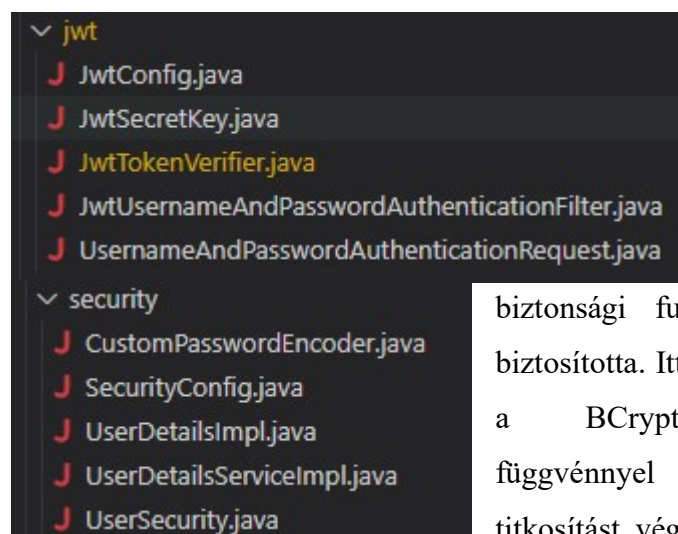 jwt
JwtConfig.java
JwtSecretKey.java
JwtTokenVerifier.java
JwtUsernameAndPasswordAuthenticationFilter.java
UsernameAndPasswordAuthenticationRequest.java
security
CustomPasswordEncoder.java
SecurityConfig.java
UserDetailsImpl.java
UserDetailsServiceImpl.java
UserSecurity.java
biztonsági
biztosította.
a BCrypt
függvénnyel
titkosítást